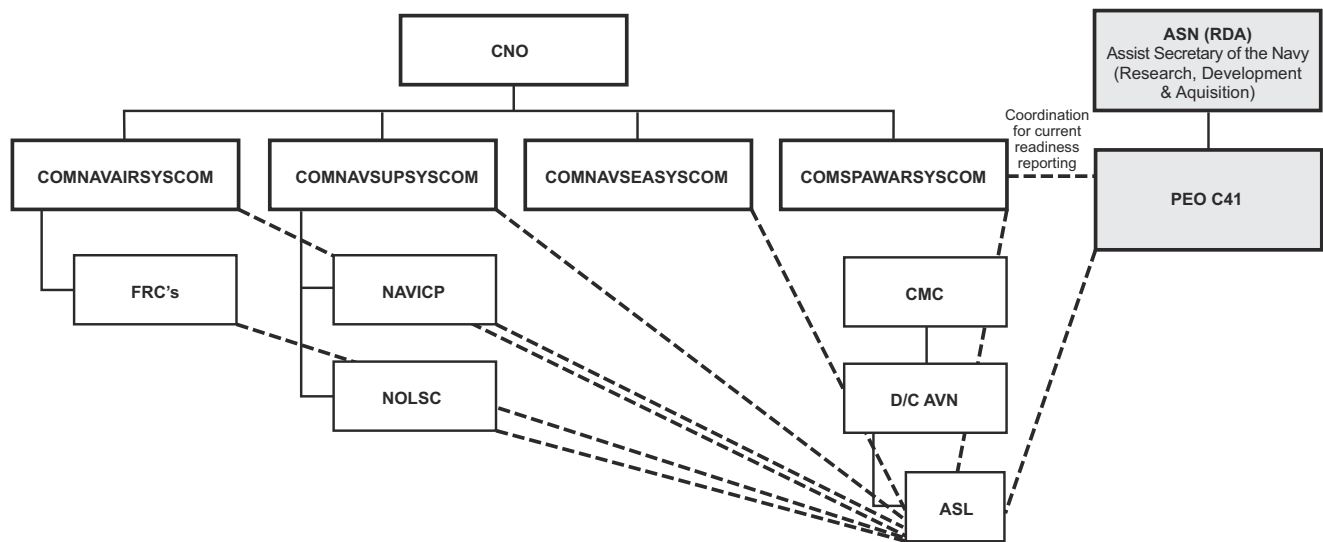 CNO
ASN (RDA)
Assist Secretary of the Navy
(Research, Development
& Aquisition)
Coordination
for current
readiness
reporting
COMNAVAIRSYSCOM
COMNAVSUPSYSCOM
COMNAVSEASYSCOM
COMSPAWARSYSCOM
PEO C41
FRC's
NAVICP
CMC
NOLSC
D/C AVN
ASL